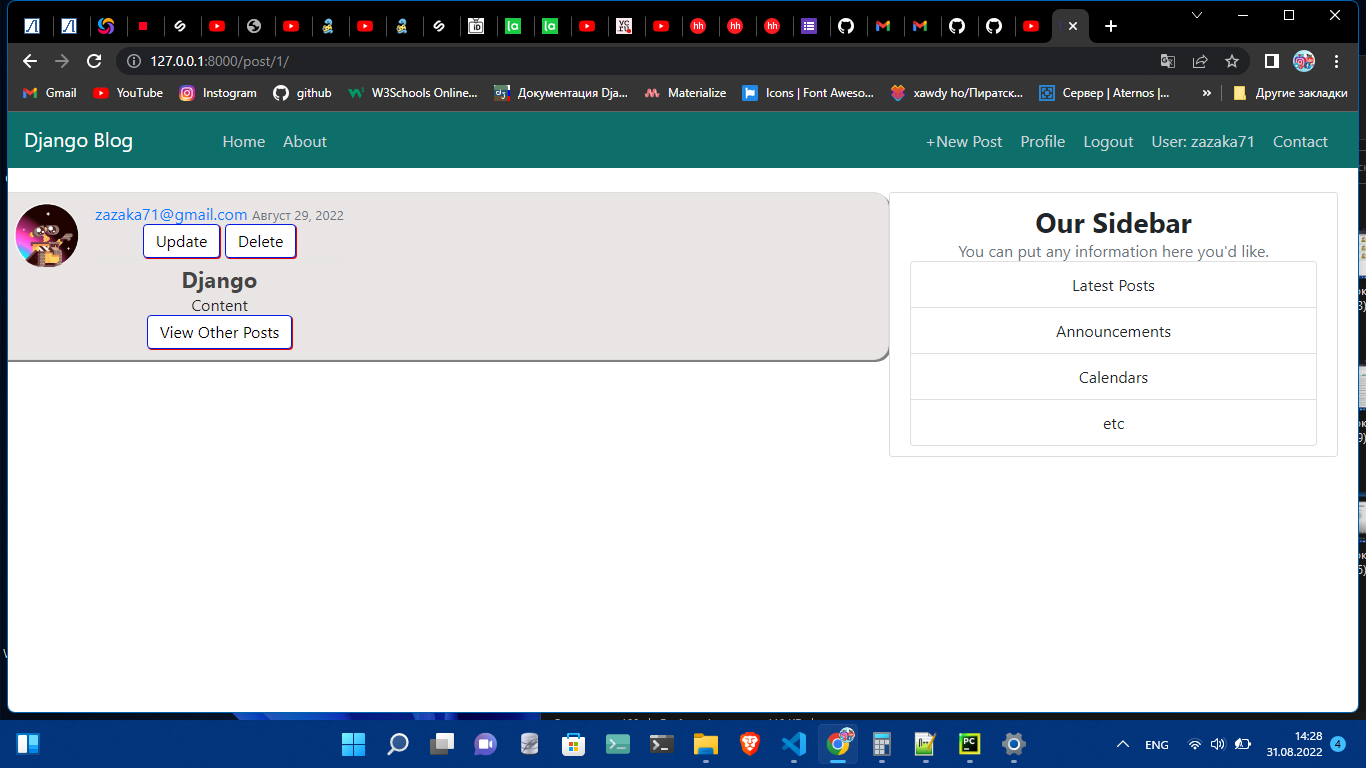 127.0.0.1:8000/post/1/
Gmail YouTube Instagram github W3Schools Online... Документация Dja... Materialize Icons | Font Aweso... xawdy ho/Пиратск... Сервер | Aternos |... » Другие закладки
Django Blog Home About +New Post Profile Logout User: zazaka71 Contact
zazaka71@gmail.com Август 29, 2022
Update Delete
Django
Content
View Other Posts
Our Sidebar
You can put any information here you'd like.
Latest Posts
Announcements
Calendars
etc
ENG 14:28
31.08.2022 4